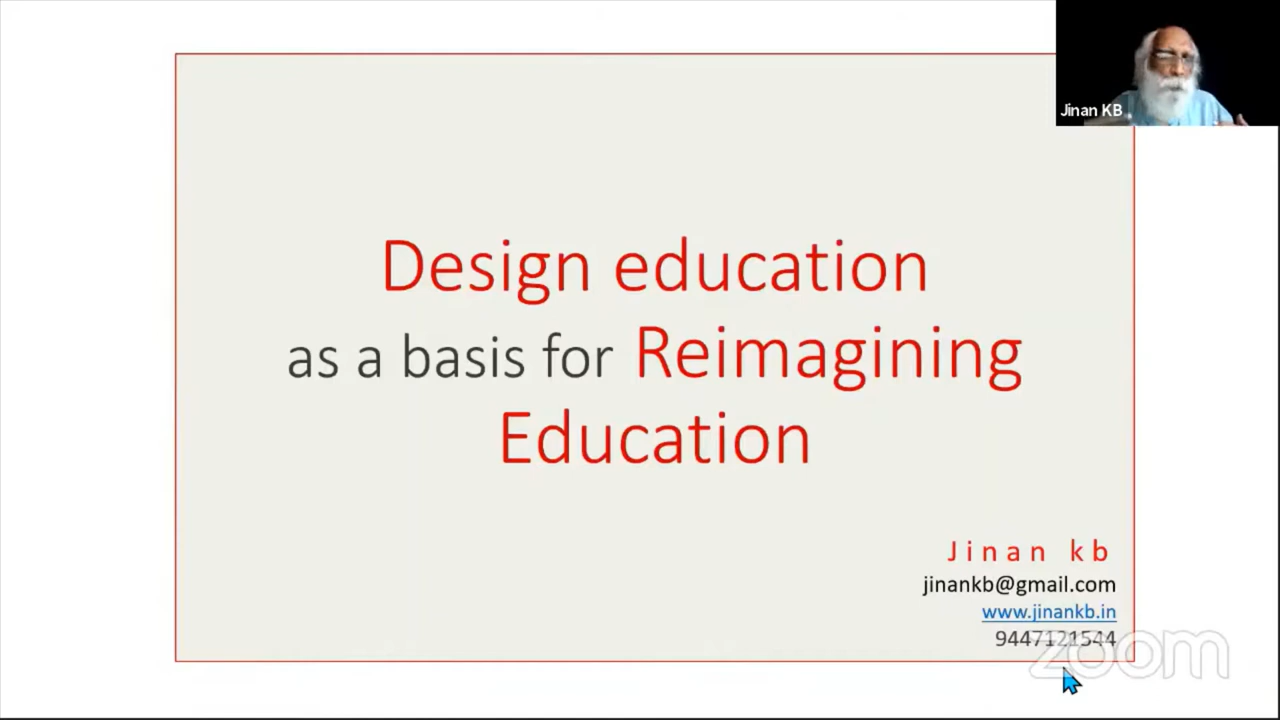 Jinan KB
Design education
as a basis for Reimagining
Education
Jinan kb
jinankb@gmail.com
www.jinankb.in
9447121544
zoom